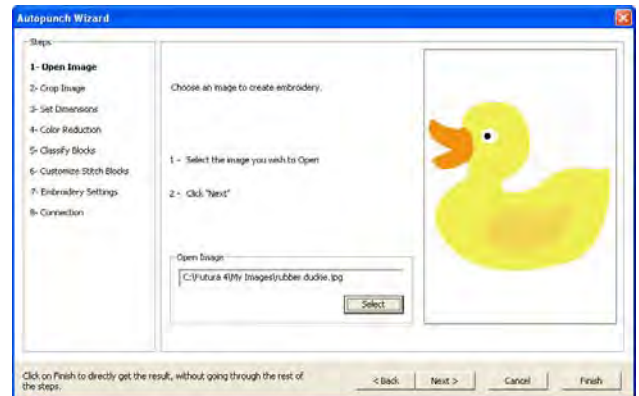 Autopunch Wizard
Steps
1- Open Image
2- Crop Image
3- Set Dimensions
4- Color Reduction
5- Classify Blocks
6- Customize Stitch Blocks
7- Embroidery Settings
8- Connection
Choose an image to create embroidery.
1 - Select the image you wish to Open
2 - Click "Next"
Open Image
C:\Futura 4\My Images\rubber duckie.jpg
Select
Click on Finish to directly get the result, without going through the rest of
the steps.
< Back
Next >
Cancel
Finish